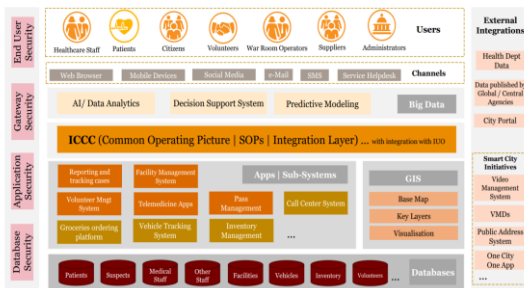 End User Security
Gateway Security
Application Security
Database Security
Healthcare Staff
Patients
Citizens
Volunteers
War Room Operators
Suppliers
Administrators
Users
Web Browser
Mobile Devices
Social Media
e-Mail
SMS
Service Helpdesk
Channels
AI/ Data Analytics
Decision Support System
Predictive Modeling
Big Data
ICCC (Common Operating Picture | SOPs | Integration Layer) ... with integration with IUO
Reporting and
tracking cases
Facility Management
System
Apps | Sub-Systems
Volunteer Mngt
System
Telemedicine Apps
Pass
Management
Call Center System
Groceries ordering
platform
Vehicle Tracking
System
Inventory
Management
...
GIS
Base Map
Key Layers
Visualisation
Patients
Suspects
Medical
Staff
Other
Staff
Facilities
Vehicles
Inventory
Volunteers
...
Databases
External
Integrations
Health Dept
Data
Data published by
Global / Central
Agencies
City Portal
Smart City
Initiatives
Video
Management
System
VMDs
Public Address
System
One City
One App
...